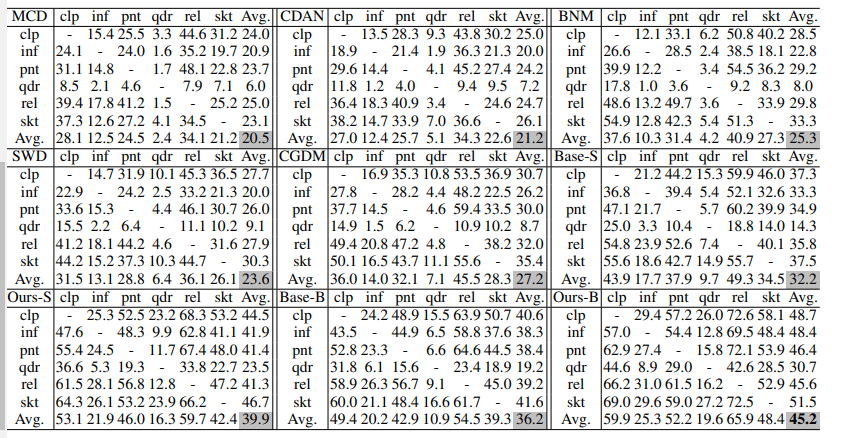 MCD clp inf pnt qdr rel skt Avg. CDAN clp inf pnt qdr rel skt Avg. BNM clp inf pnt qdr rel skt Avg.
clp - 15.4 25.5 3.3 44.6 31.2 24.0 clp - 13.5 28.3 9.3 43.8 30.2 25.0 clp - 12.1 33.1 6.2 50.8 40.2 28.5
inf 24.1 - 24.0 1.6 35.2 19.7 20.9 inf 18.9 - 21.4 1.9 36.3 21.3 20.0 inf 26.6 - 28.5 2.4 38.5 18.1 22.8
pnt 31.1 14.8 - 1.7 48.1 22.8 23.7 pnt 29.6 14.4 - 4.1 45.2 27.4 24.2 pnt 39.9 12.2 - 3.4 54.5 36.2 29.2
qdr 8.5 2.1 4.6 - 7.9 7.1 6.0 qdr 11.8 1.2 4.0 - 9.4 9.5 7.2 qdr 17.8 1.0 3.6 - 9.2 8.3 8.0
rel 39.4 17.8 41.2 1.5 - 25.2 25.0 rel 36.4 18.3 40.9 3.4 - 24.6 24.7 rel 48.6 13.2 49.7 3.6 - 33.9 29.8
skt 37.3 12.6 27.2 4.1 34.5 - 23.1 skt 38.2 14.7 33.9 7.0 36.6 - 26.1 skt 54.9 12.8 42.3 5.4 51.3 - 33.3
Avg. 28.1 12.5 24.5 2.4 34.1 21.2 20.5 Avg. 27.0 12.4 25.7 5.1 34.3 22.6 21.2 Avg. 37.6 10.3 31.4 4.2 40.9 27.3 25.3
SWD clp inf pnt qdr rel skt Avg. CGDM clp inf pnt qdr rel skt Avg. Base-S clp inf pnt qdr rel skt Avg.
clp - 14.7 31.9 10.1 45.3 36.5 27.7 clp - 16.9 35.3 10.8 53.5 36.9 30.7 clp - 21.2 44.2 15.3 59.9 46.0 37.3
inf 22.9 - 24.2 2.5 33.2 21.3 20.0 inf 27.8 - 28.2 4.4 48.2 22.5 26.2 inf 36.8 - 39.4 5.4 52.1 32.6 33.3
pnt 33.6 15.3 - 4.4 46.1 30.7 26.0 pnt 37.7 14.5 - 4.6 59.4 33.5 30.0 pnt 47.1 21.7 - 5.7 60.2 39.9 34.9
qdr 15.5 2.2 6.4 - 11.1 10.2 9.1 qdr 14.9 1.5 6.2 - 10.9 10.2 8.7 qdr 25.0 3.3 10.4 - 18.8 14.0 14.3
rel 41.2 18.1 44.2 4.6 - 31.6 27.9 rel 49.4 20.8 47.2 4.8 - 38.2 32.0 rel 54.8 23.9 52.6 7.4 - 40.1 35.8
skt 44.2 15.2 37.3 10.3 44.7 - 30.3 skt 50.1 16.5 43.7 11.1 55.6 - 35.4 skt 55.6 18.6 42.7 14.9 55.7 - 37.5
Avg. 31.5 13.1 28.8 6.4 36.1 26.1 23.6 Avg. 36.0 14.0 32.1 7.1 45.5 28.3 27.2 Avg. 43.9 17.7 37.9 9.7 49.3 34.5 32.2
Ours-S clp inf pnt qdr rel skt Avg. Base-B clp inf pnt qdr rel skt Avg. Ours-B clp inf pnt qdr rel skt Avg.
clp - 25.3 52.5 23.2 68.3 53.2 44.5 clp - 24.2 48.9 15.5 63.9 50.7 40.6 clp - 29.4 57.2 26.0 72.6 58.1 48.7
inf 47.6 - 48.3 9.9 62.8 41.1 41.9 inf 43.5 - 44.9 6.5 58.8 37.6 38.3 inf 57.0 - 54.4 12.8 69.5 48.4 48.4
pnt 55.4 24.5 - 11.7 67.4 48.0 41.4 pnt 52.8 23.3 - 6.6 64.6 44.5 38.4 pnt 62.9 27.4 - 15.8 72.1 53.9 46.4
qdr 36.6 5.3 19.3 - 33.8 22.7 23.5 qdr 31.8 6.1 15.6 - 23.4 18.9 19.2 qdr 44.6 8.9 29.0 - 42.6 28.5 30.7
rel 61.5 28.1 56.8 12.8 - 47.2 41.3 rel 58.9 26.3 56.7 9.1 - 45.0 39.2 rel 66.2 31.0 61.5 16.2 - 52.9 45.6
skt 64.3 26.1 53.2 23.9 66.2 - 46.7 skt 60.0 21.1 48.4 16.6 61.7 - 41.6 skt 69.0 29.6 59.0 27.2 72.5 - 51.5
Avg. 53.1 21.9 46.0 16.3 59.7 42.4 39.9 Avg. 49.4 20.2 42.9 10.9 54.5 39.3 36.2 Avg. 59.9 25.3 52.2 19.6 65.9 48.4 45.2